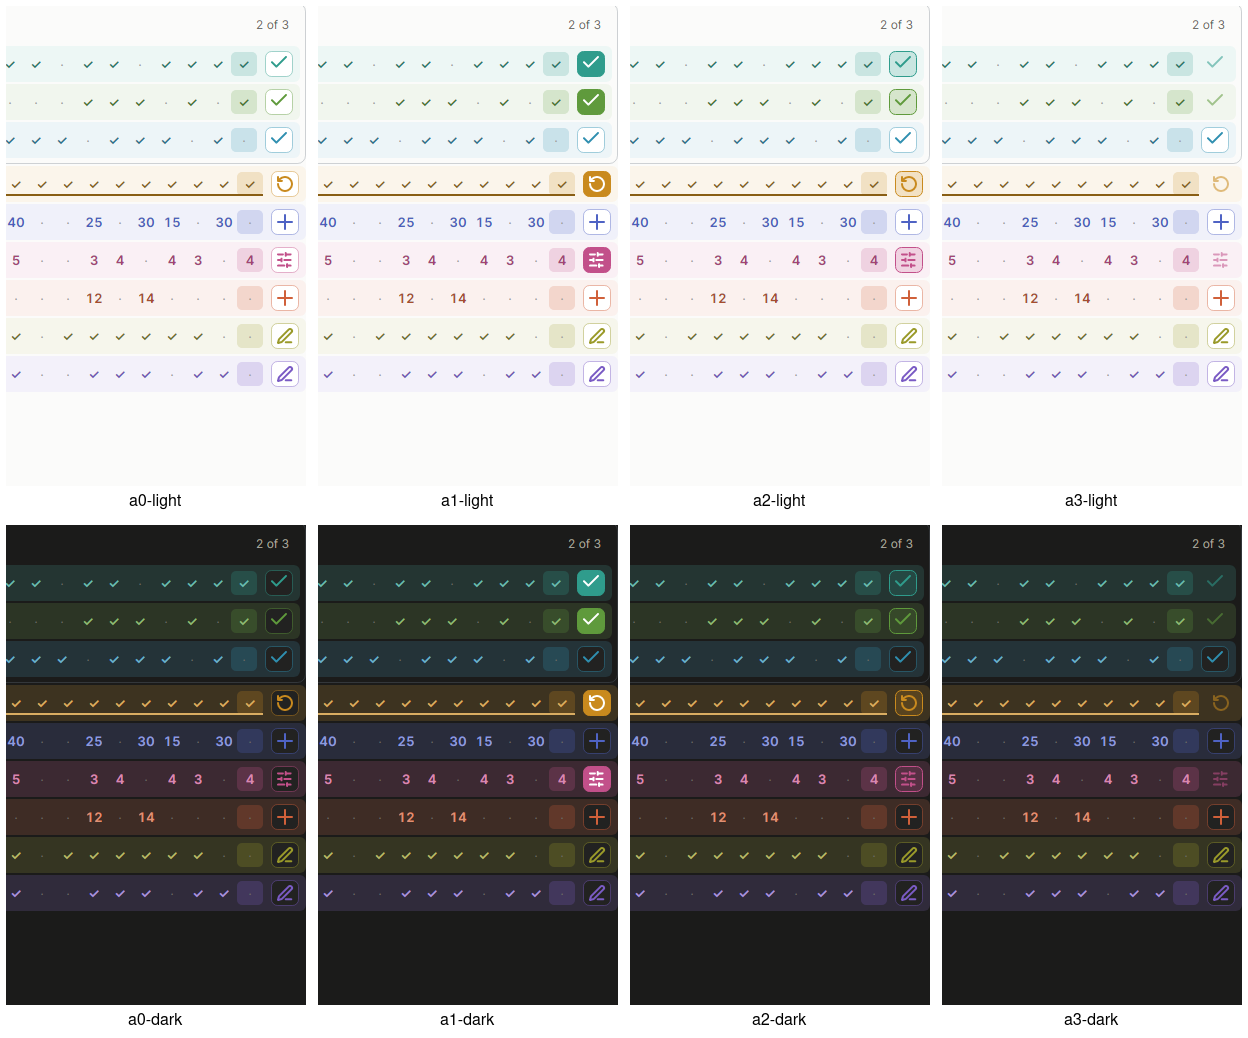 2 of 3 2 of 3 2 of 3 2 of 3
40 25 30 15 30 40 25 30 15 30 40 25 30 15 30 40 25 30 15 30
5 3 4 4 3 4 5 3 4 4 3 4 5 3 4 4 3 4 5 3 4 4 3 4
12 14 12 14 12 14 12 14
a0-light a1-light a2-light a3-light
2 of 3 2 of 3 2 of 3 2 of 3
40 25 30 15 30 40 25 30 15 30 40 25 30 15 30 40 25 30 15 30
5 3 4 4 3 4 5 3 4 4 3 4 5 3 4 4 3 4 5 3 4 4 3 4
12 14 12 14 12 14 12 14
a0-dark a1-dark a2-dark a3-dark